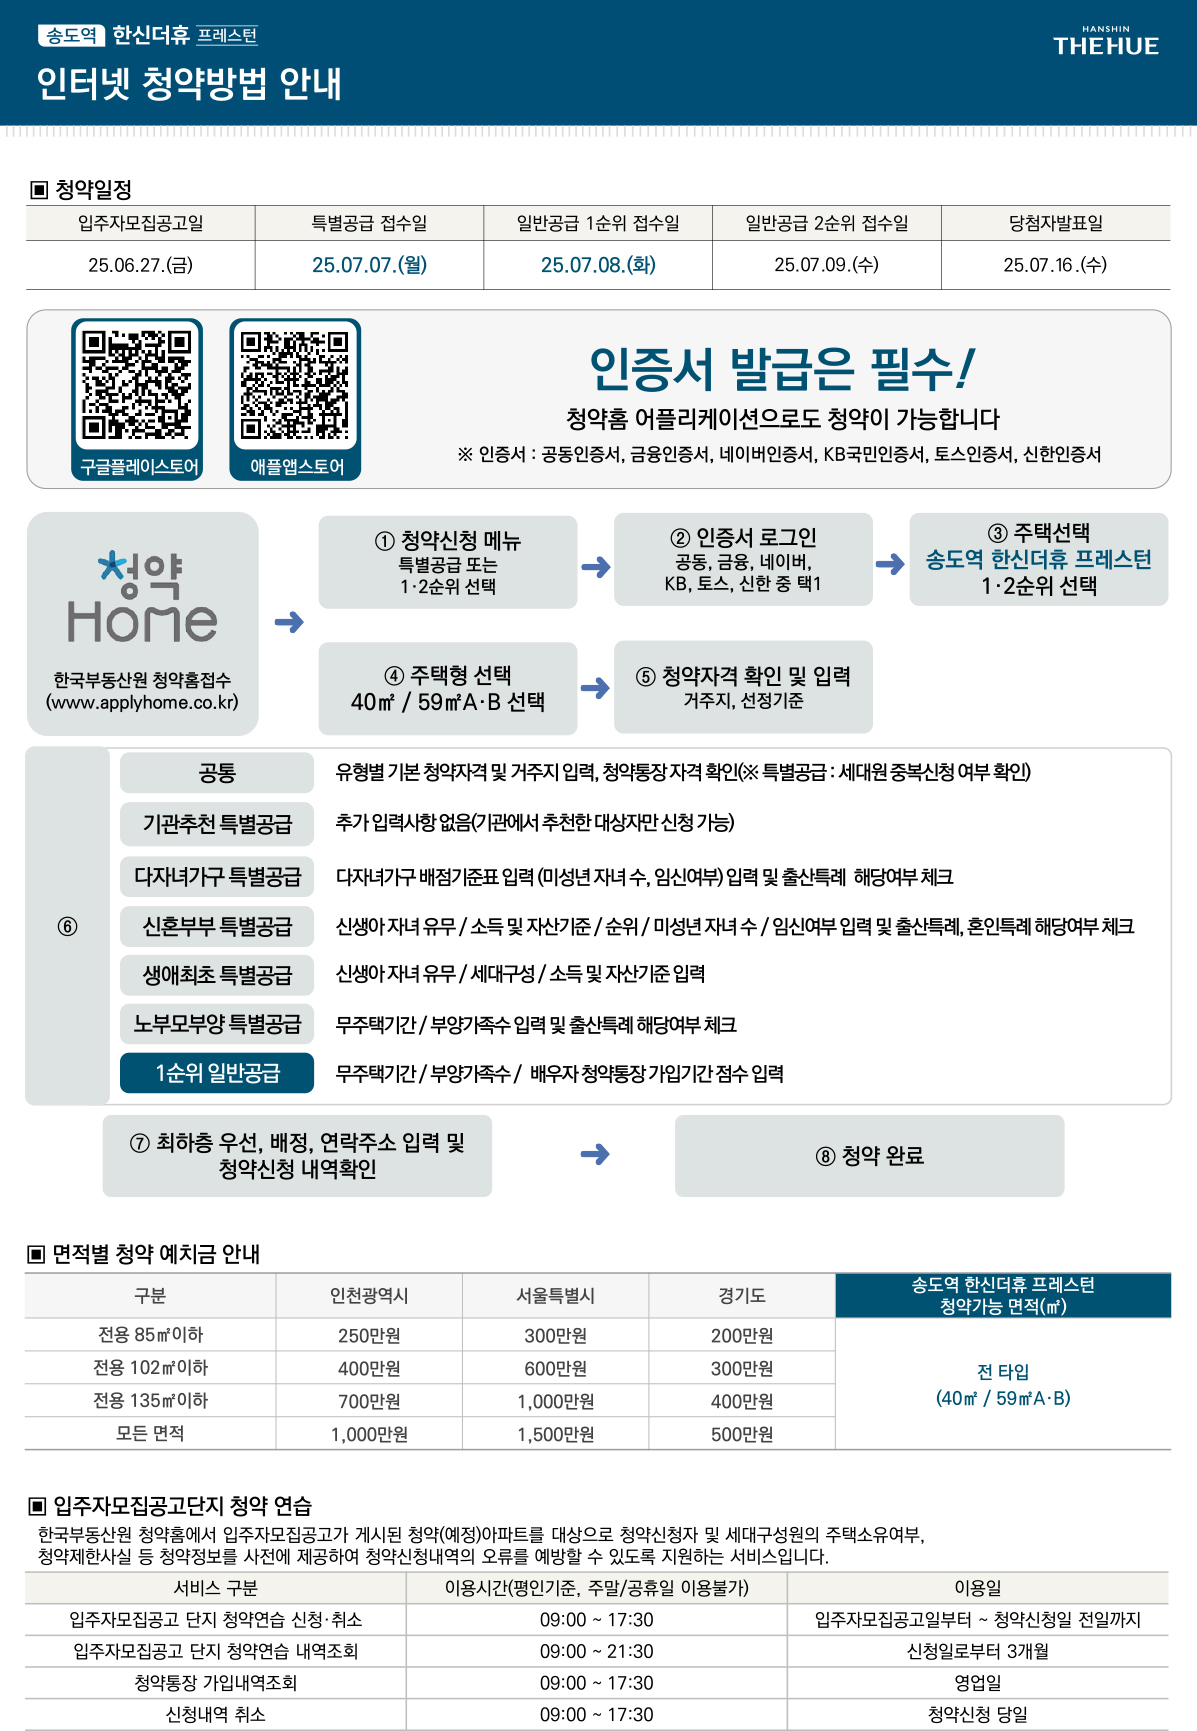 송도역 한신더휴 프레스턴
HANSHIN
THEHUE
인터넷 청약방법 안내
▣ 청약일정
입주자모집공고일 특별공급 접수일 일반공급 1순위 접수일 일반공급 2순위 접수일 당첨자발표일
25.06.27.(금) 25.07.07.(월) 25.07.08.(화) 25.07.09.(수) 25.07.16.(수)
구글플레이스토어 애플앱스토어
인증서 발급은 필수!
청약홈 어플리케이션으로도 청약이 가능합니다
※ 인증서 : 공동인증서, 금융인증서, 네이버인증서, KB국민인증서, 토스인증서, 신한인증서
청약
Home
한국부동산원 청약홈접수
(www.applyhome.co.kr)
① 청약신청 메뉴
특별공급 또는
1·2순위 선택
② 인증서 로그인
공동, 금융, 네이버,
KB, 토스, 신한 중 택1
③ 주택선택
송도역 한신더휴 프레스턴
1·2순위 선택
④ 주택형 선택
40㎡ / 59㎡A·B 선택
⑤ 청약자격 확인 및 입력
거주지, 선정기준
⑥
공통 유형별 기본 청약자격 및 거주지 입력, 청약통장 자격 확인(※ 특별공급 : 세대원 중복신청 여부 확인)
기관추천 특별공급 추가 입력사항 없음(기관에서 추천한 대상자만 신청 가능)
다자녀가구 특별공급 다자녀가구 배점기준표 입력 (미성년 자녀 수, 임신여부) 입력 및 출산특례 해당여부 체크
신혼부부 특별공급 신생아 자녀 유무 / 소득 및 자산기준 / 순위 / 미성년 자녀 수 / 임신여부 입력 및 출산특례, 혼인특례 해당여부 체크
생애최초 특별공급 신생아 자녀 유무 / 세대구성 / 소득 및 자산기준 입력
노부모부양 특별공급 무주택기간 / 부양가족수 입력 및 출산특례 해당여부 체크
1순위 일반공급 무주택기간 / 부양가족수 / 배우자 청약통장 가입기간 점수 입력
⑦ 최하층 우선, 배정, 연락주소 입력 및
청약신청 내역확인
⑧ 청약 완료
▣ 면적별 청약 예치금 안내
구분 인천광역시 서울특별시 경기도 송도역 한신더휴 프레스턴
청약가능 면적(㎡)
전용 85㎡이하 250만원 300만원 200만원
전용 102㎡이하 400만원 600만원 300만원
전용 135㎡이하 700만원 1,000만원 400만원
모든 면적 1,000만원 1,500만원 500만원
전 타입
(40㎡ / 59㎡A·B)
▣ 입주자모집공고단지 청약 연습
한국부동산원 청약홈에서 입주자모집공고가 게시된 청약(예정)아파트를 대상으로 청약신청자 및 세대구성원의 주택소유여부,
청약제한사실 등 청약정보를 사전에 제공하여 청약신청내역의 오류를 예방할 수 있도록 지원하는 서비스입니다.
서비스 구분 이용시간(평인기준, 주말/공휴일 이용불가) 이용일
입주자모집공고 단지 청약연습 신청·취소 09:00 ~ 17:30 입주자모집공고일부터 ~ 청약신청일 전일까지
입주자모집공고 단지 청약연습 내역조회 09:00 ~ 21:30 신청일로부터 3개월
청약통장 가입내역조회 09:00 ~ 17:30 영업일
신청내역 취소 09:00 ~ 17:30 청약신청 당일